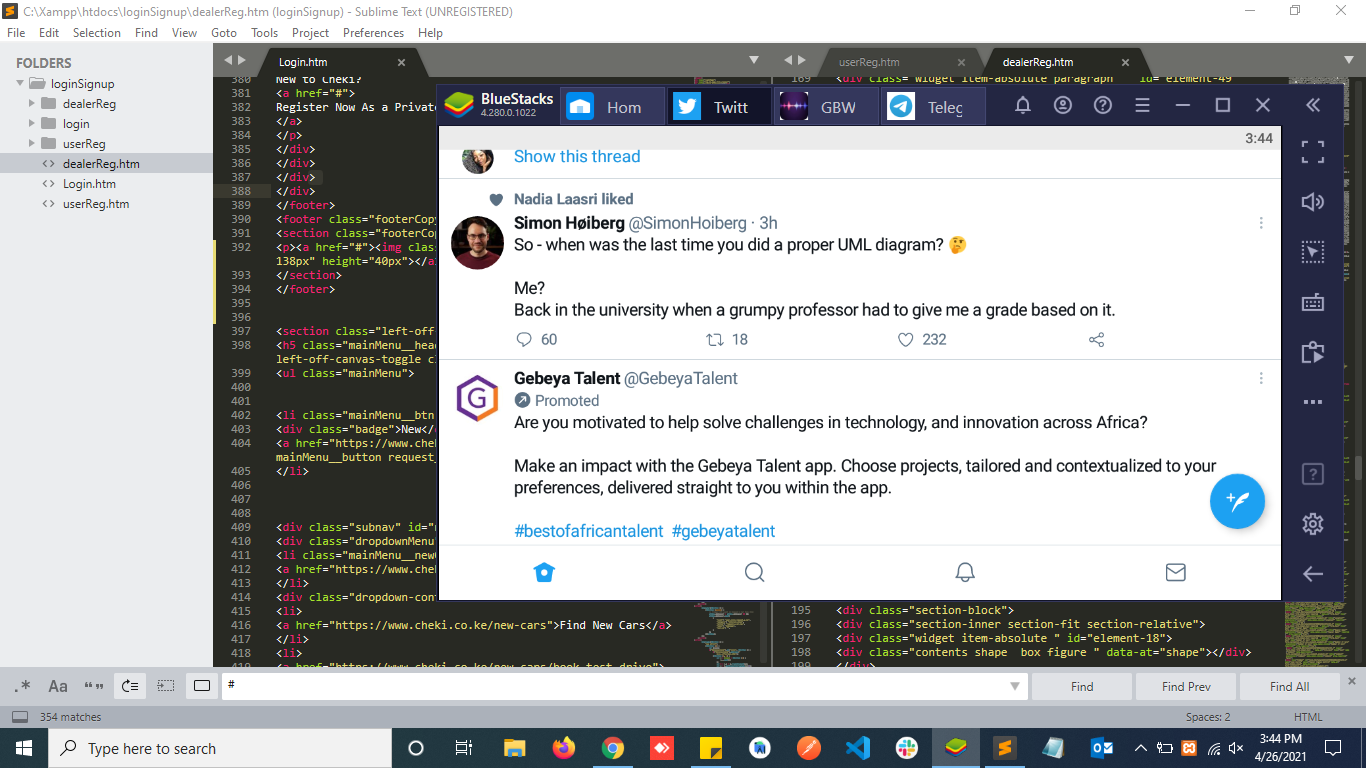 C:\Xampp\htdocs\loginSignup\dealerReg.htm (loginSignup) - Sublime Text (UNREGISTERED)
File Edit Selection Find View Goto Tools Project Preferences Help
FOLDERS
loginSignup
dealerReg
login
userReg
dealerReg.htm
Login.htm
userReg.htm
Login.htm
380 New to Cheki?
381 <a href="#">
382 Register Now As a Private
383 </a>
384 </p>
385 </div>
386 </div>
387 </div>
388 </div>
389 </footer>
390 <footer class="footerCop
391 <section class="footerCo
392 <p><a href="#"><img clas
138px" height="40px"></a
393 </section>
394 </footer>
395
396
397 <section class="left-off
398 <h5 class="mainMenu__hea
left-off-canvas-toggle c
399 <ul class="mainMenu">
400
401
402 <li class="mainMenu__btn
403 <div class="badge">New</
404 <a href="https://www.che
mainMenu__button request_
405 </li>
406
407
408
409 <div class="subnav" id="
410 <div class="dropdownMenu
411 <li class="mainMenu__new
412 <a href="https://www.che
413 </li>
414 <div class="dropdown-con
415 <li>
416 <a href="https://www.cheki.co.ke/new-cars">Find New Cars</a>
417 </li>
418 <li>
419 <a href="https://www.cheki.co.ke/new-cars/book-test-drive">
userReg.htm
dealerReg.htm
169 <div class="widget item-absolute paragraph " id="element-49
195 <div class="section-block">
196 <div class="section-inner section-fit section-relative">
197 <div class="widget item-absolute " id="element-18">
198 <div class="contents shape  box figure " data-at="shape"></div>
199 </div>
BlueStacks
4.280.0.1022
Hom
Twitt
GBW
Teleg
3:44
Show this thread
Nadia Laasri liked
Simon Høiberg @SimonHoiberg · 3h
So - when was the last time you did a proper UML diagram? 🤔
Me?
Back in the university when a grumpy professor had to give me a grade based on it.
60 18 232
Gebeya Talent @GebeyaTalent
Promoted
Are you motivated to help solve challenges in technology, and innovation across Africa?
Make an impact with the Gebeya Talent app. Choose projects, tailored and contextualized to your
preferences, delivered straight to you within the app.
#bestofafricantalent #gebeyatalent
.* Aa “”
#
Find Find Prev Find All
354 matches
Spaces: 2 HTML
Type here to search
3:44 PM
4/26/2021